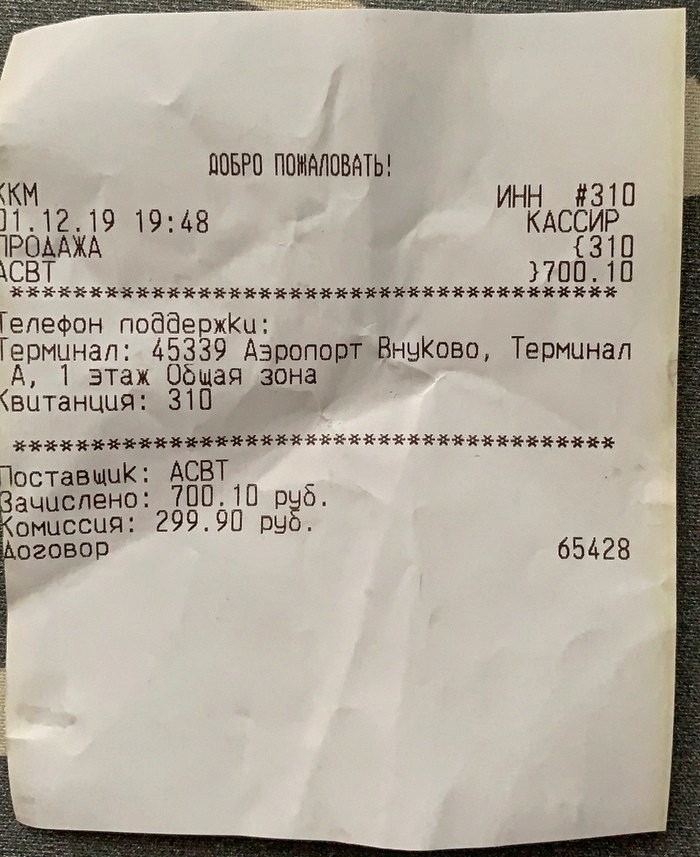 ДОБРО ПОЖАЛОВАТЬ!
ККМ ИНН #310
01.12.19 19:48 КАССИР
ПРОДАЖА {310
АСВТ }700.10
****************************************
Телефон поддержки:
Терминал: 45339 Аэропорт Внуково, Терминал
А, 1 этаж Общая зона
Квитанция: 310
****************************************
Поставщик: АСВТ
Зачислено: 700.10 руб.
Комиссия: 299.90 руб.
Договор 65428